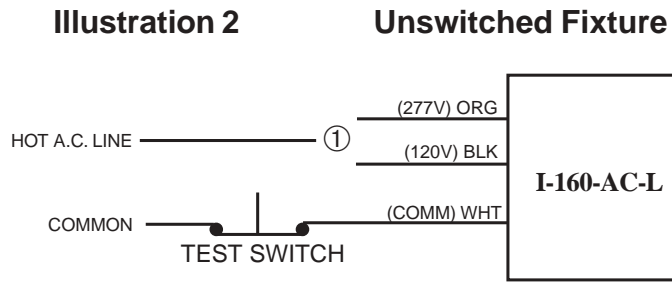 Illustration 2
Unswitched Fixture
(277V) ORG
HOT A.C. LINE
①
(120V) BLK
I-160-AC-L
COMMON
(COMM) WHT
TEST SWITCH